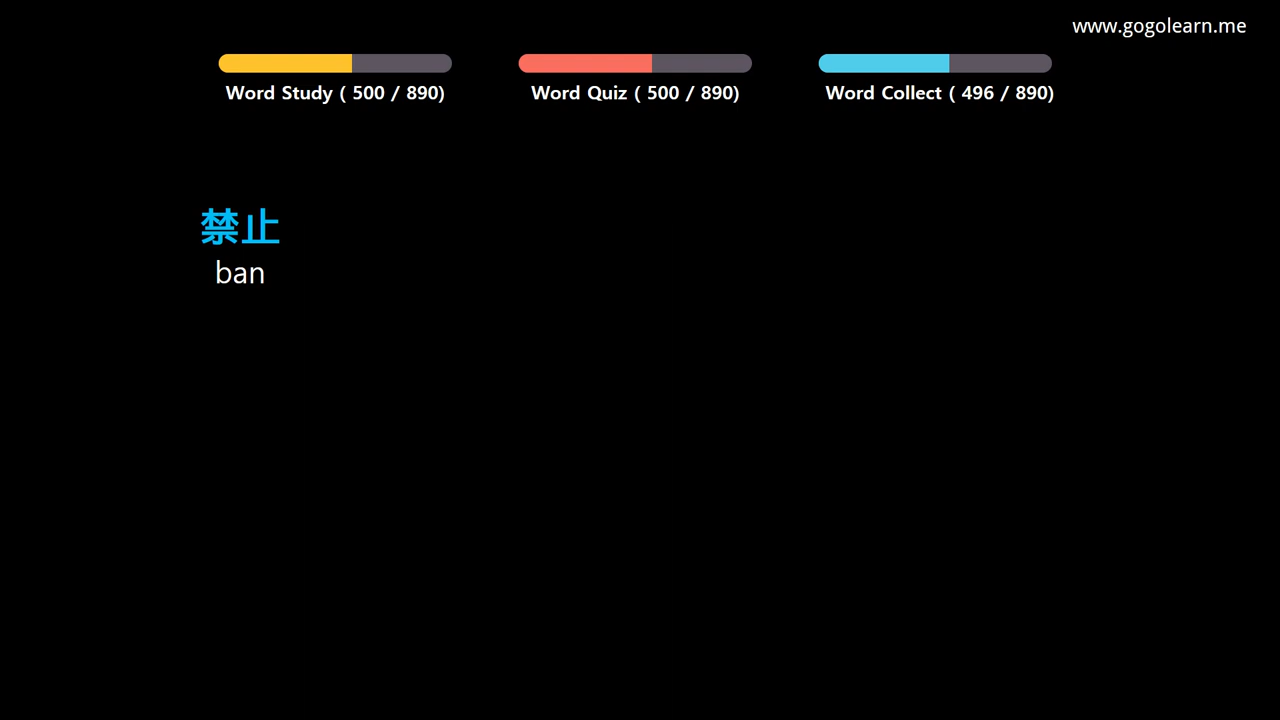 www.gogolearn.me
Word Study ( 500 / 890)
Word Quiz ( 500 / 890)
Word Collect ( 496 / 890)
禁止
ban